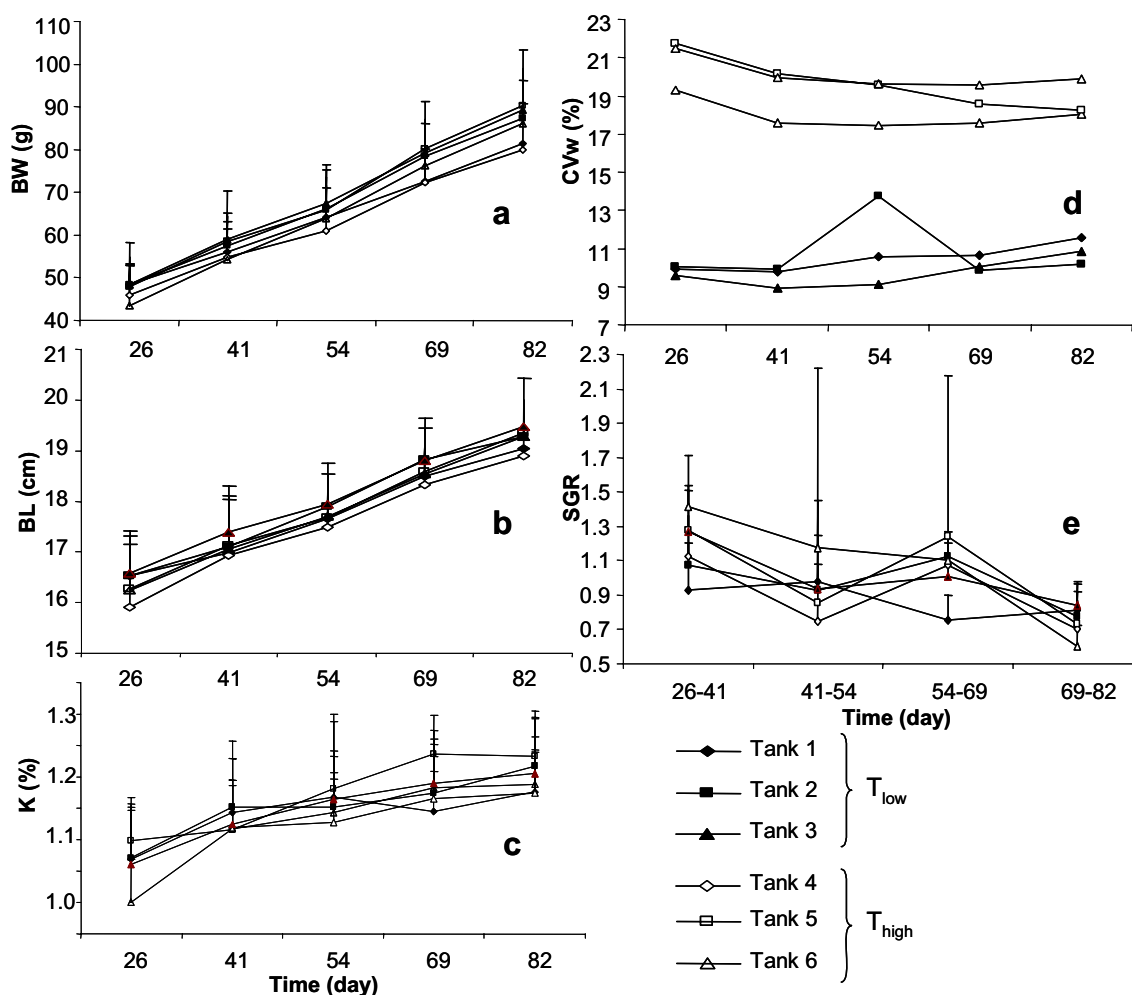 BW (g)
110
100
90
80
70
60
50
40
26 41 54 69 82
a
BL (cm)
21
20
19
18
17
16
15
26 41 54 69 82
b
K (%)
1.3
1.2
1.1
1.0
26 41 54 69 82
Time (day)
c
CVw (%)
23
21
19
17
15
13
11
9
7
26 41 54 69 82
d
SGR
2.3
2.1
1.9
1.7
1.5
1.3
1.1
0.9
0.7
0.5
26-41 41-54 54-69 69-82
Time (day)
e
Tank 1
Tank 2
Tank 3
Tlow
Tank 4
Tank 5
Tank 6
Thigh